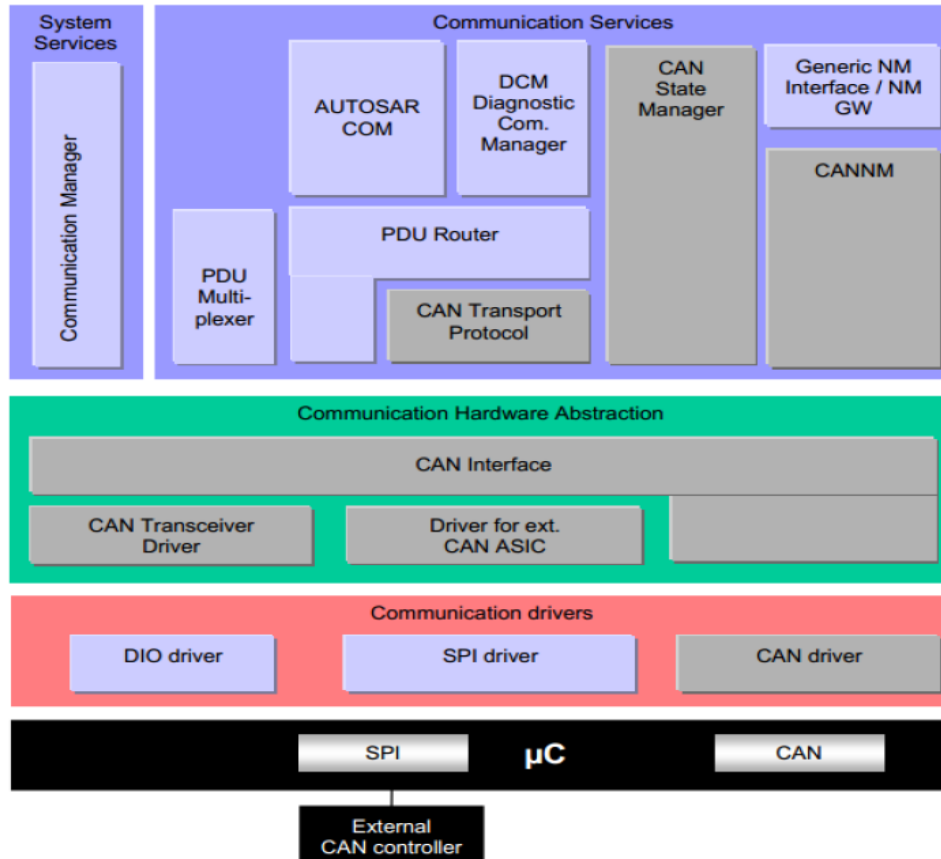 System
Services
Communication Manager
Communication Services
AUTOSAR
COM
DCM
Diagnostic
Com.
Manager
CAN
State
Manager
Generic NM
Interface / NM
GW
CANNM
PDU Router
PDU
Multi-
plexer
CAN Transport
Protocol
Communication Hardware Abstraction
CAN Interface
CAN Transceiver
Driver
Driver for ext.
CAN ASIC
Communication drivers
DIO driver
SPI driver
CAN driver
SPI
µC
CAN
External
CAN controller